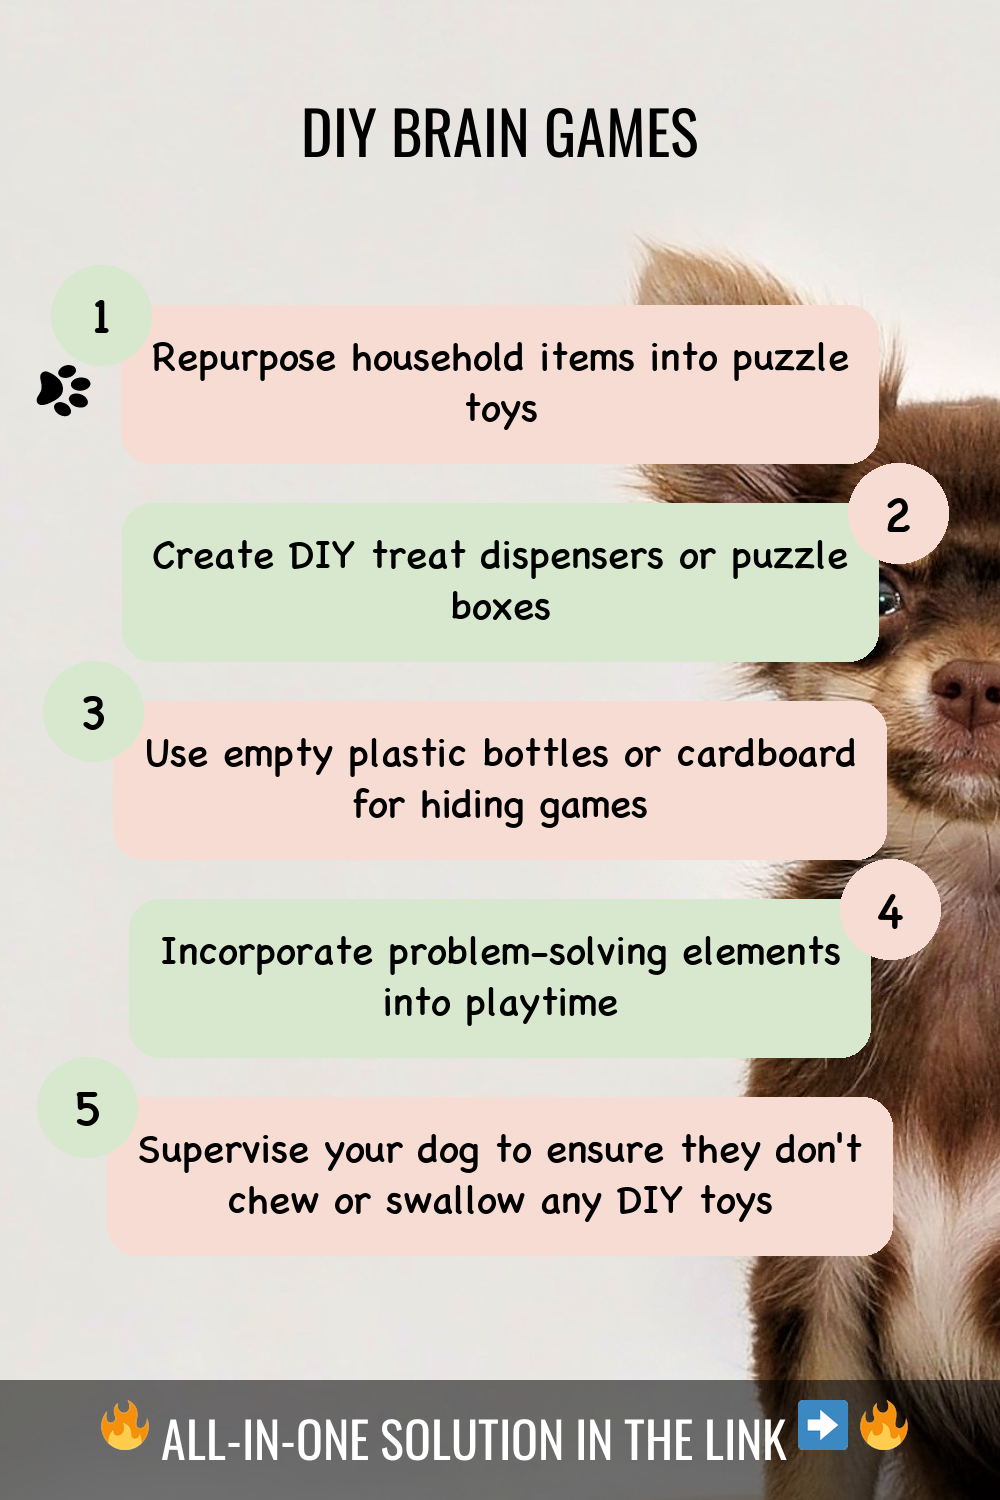 DIY BRAIN GAMES
1
Repurpose household items into puzzle
toys
2
Create DIY treat dispensers or puzzle
boxes
3
Use empty plastic bottles or cardboard
for hiding games
4
Incorporate problem-solving elements
into playtime
5
Supervise your dog to ensure they don't
chew or swallow any DIY toys
ALL-IN-ONE SOLUTION IN THE LINK